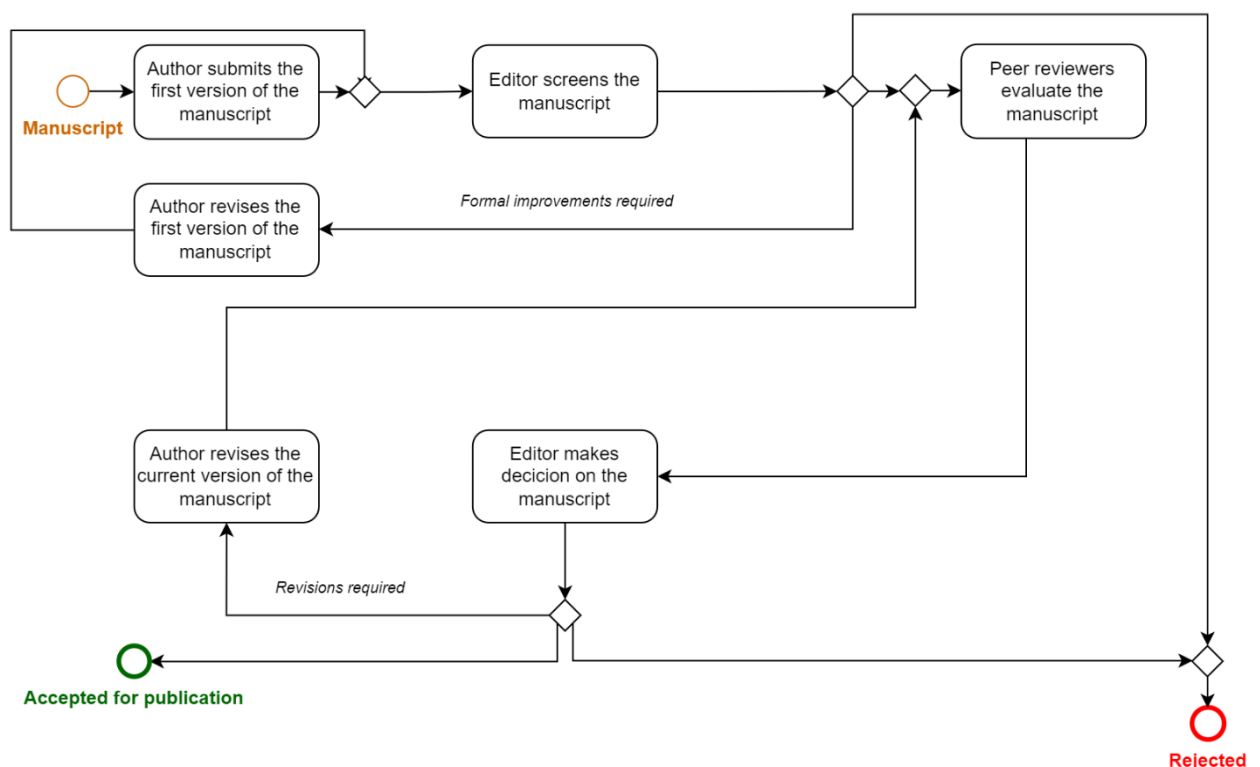 Author submits the
first version of the
manuscript
Editor screens the
manuscript
Peer reviewers
evaluate the
manuscript
Manuscript
Author revises the
first version of the
manuscript
Formal improvements required
Author revises the
current version of the
manuscript
Editor makes
decicion on the
manuscript
Revisions required
Accepted for publication
Rejected